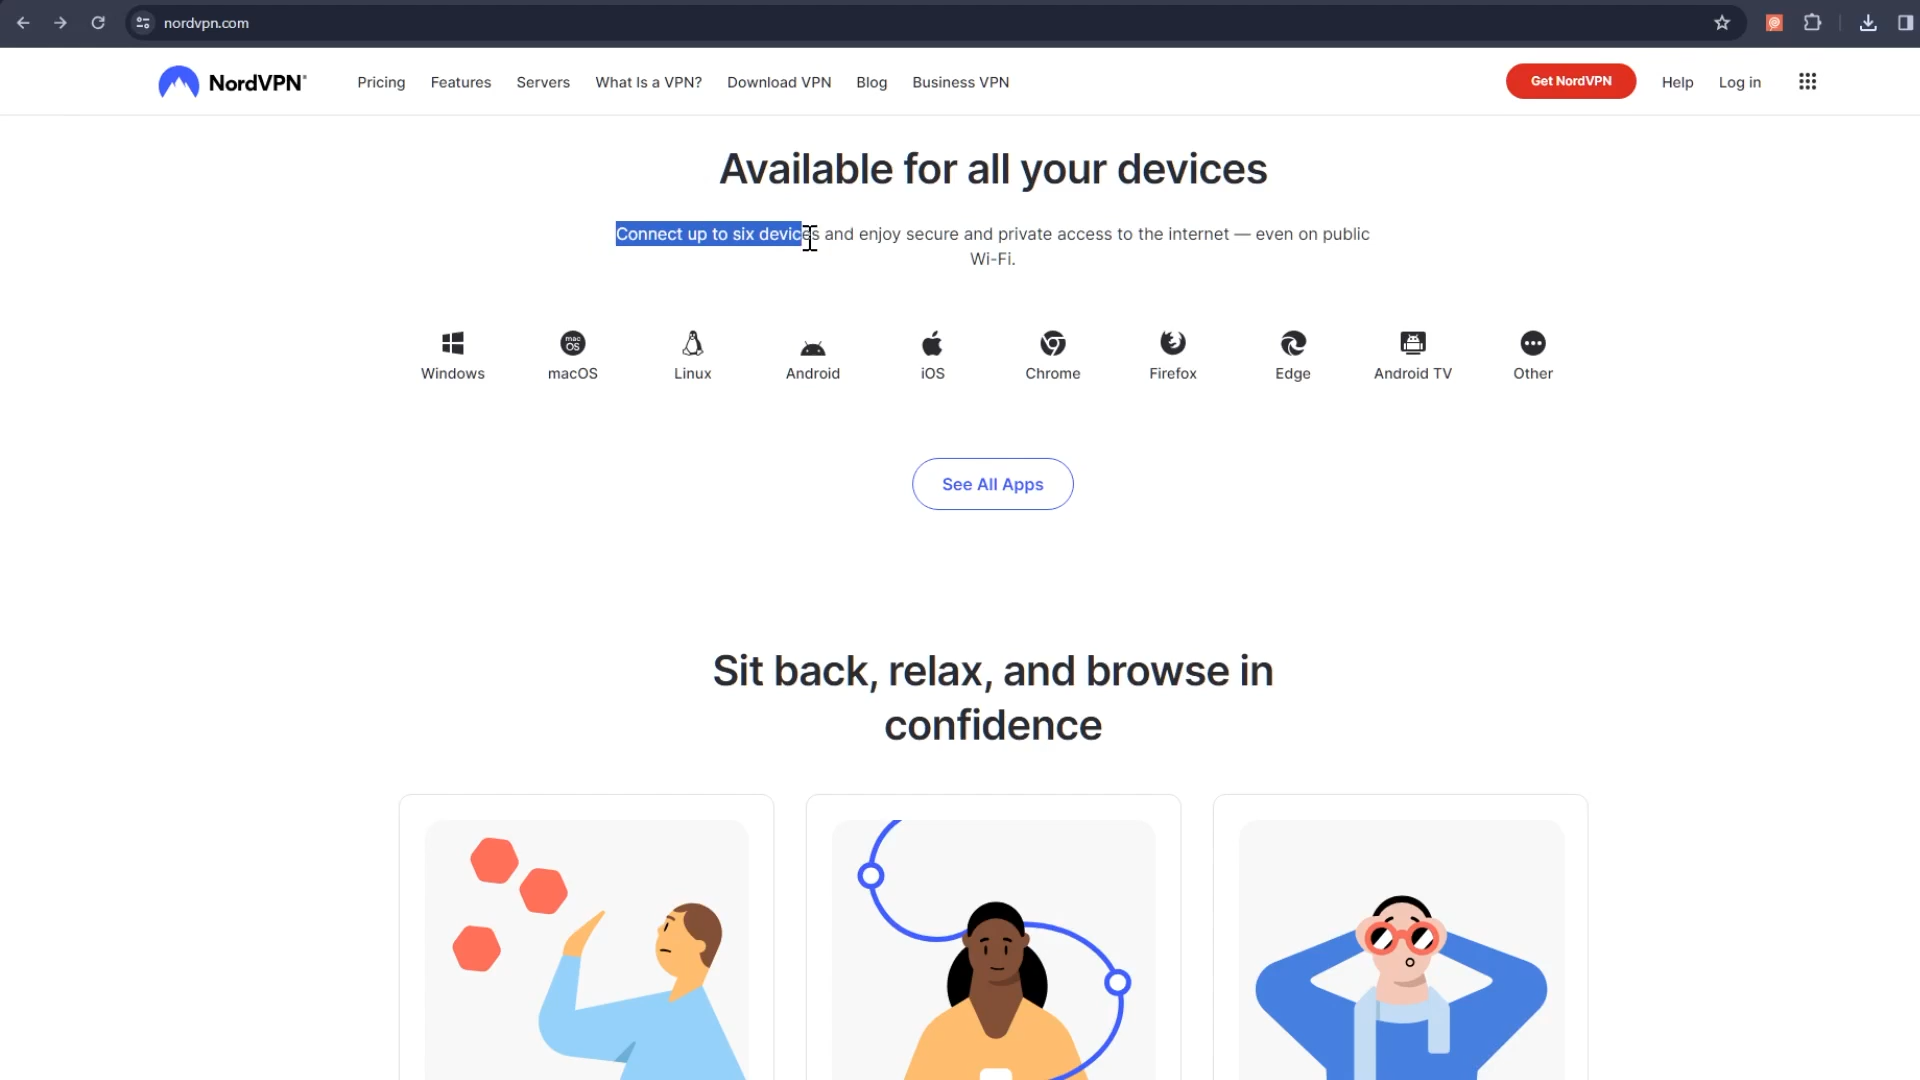 nordvpn.com
NordVPN®
Pricing
Features
Servers
What Is a VPN?
Download VPN
Blog
Business VPN
Get NordVPN
Help
Log in
Available for all your devices
Connect up to six devices and enjoy secure and private access to the internet — even on public
Wi-Fi.
mac
OS
Windows
macOS
Linux
Android
iOS
Chrome
Firefox
Edge
Android TV
Other
See All Apps
Sit back, relax, and browse in
confidence